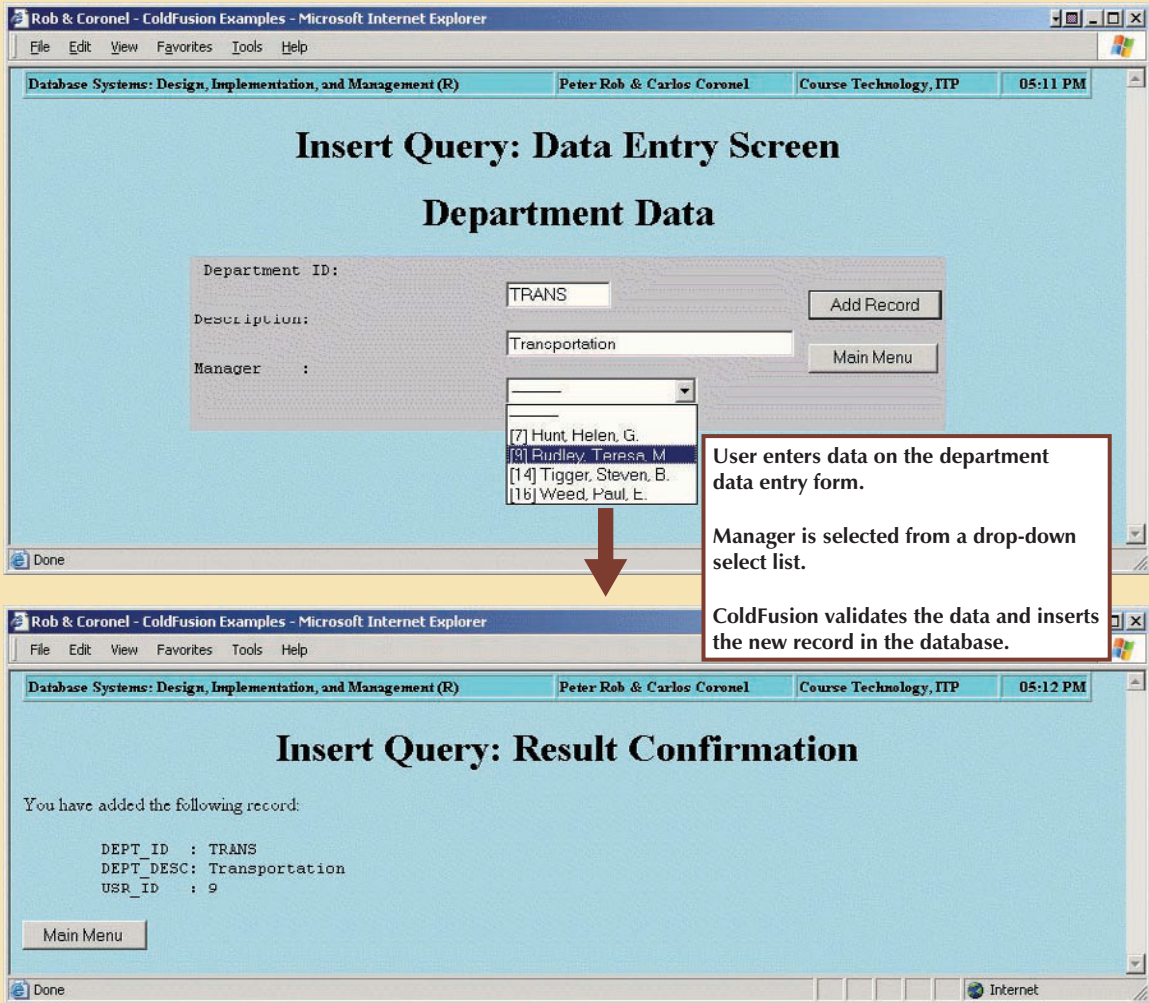 Rob & Coronel - ColdFusion Examples - Microsoft Internet Explorer
File Edit View Favorites Tools Help
Database Systems: Design, Implementation, and Management (R) Peter Rob & Carlos Coronel Course Technology, ITP 05:11 PM
Insert Query: Data Entry Screen
Department Data
Department ID:
TRANS
Add Record
Description:
Transportation
Main Menu
Manager :
[7] Hunt, Helen, G.
[9] Rudley, Teresa, M
[14] Tigger, Steven, B.
[16] Weed, Paul, E.
User enters data on the department
data entry form.
Manager is selected from a drop-down
select list.
ColdFusion validates the data and inserts
the new record in the database.
Done
Rob & Coronel - ColdFusion Examples - Microsoft Internet Explorer
File Edit View Favorites Tools Help
Database Systems: Design, Implementation, and Management (R) Peter Rob & Carlos Coronel Course Technology, ITP 05:12 PM
Insert Query: Result Confirmation
You have added the following record:
DEPT_ID : TRANS
DEPT_DESC: Transportation
USR_ID : 9
Main Menu
Done Internet